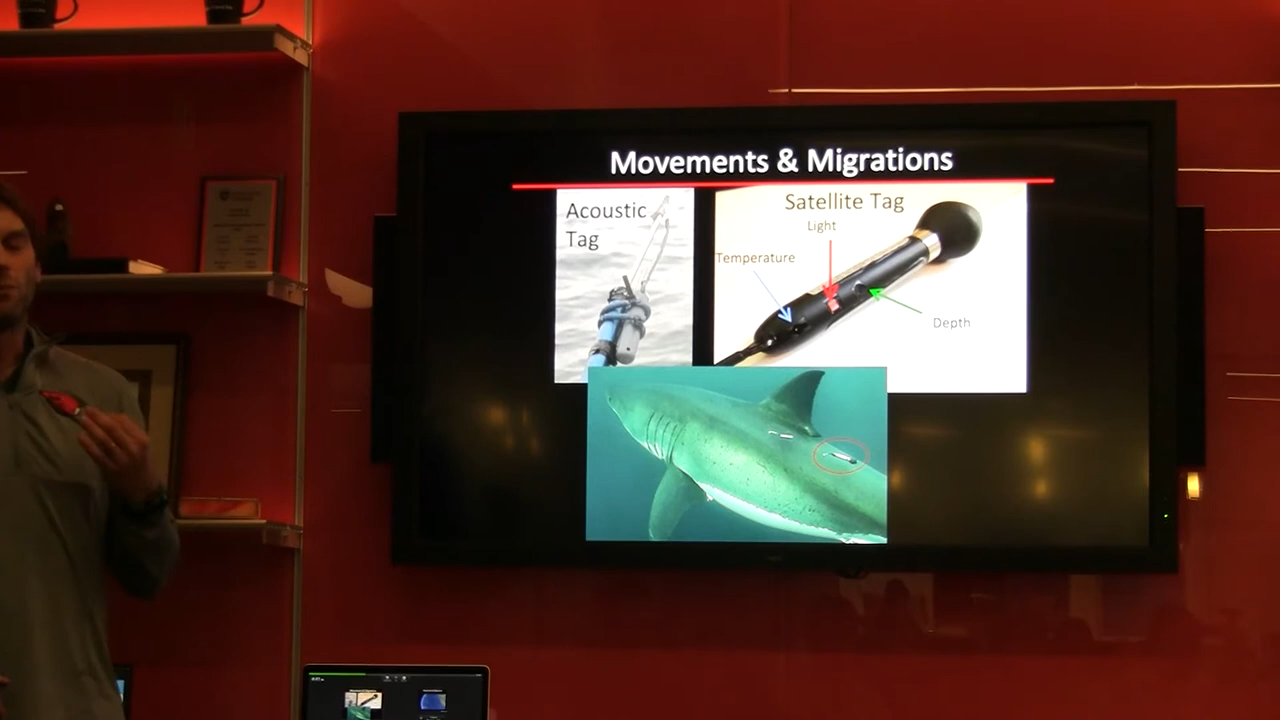 Movements & Migrations
Acoustic
Tag
Satellite Tag
Light
Temperature
Depth